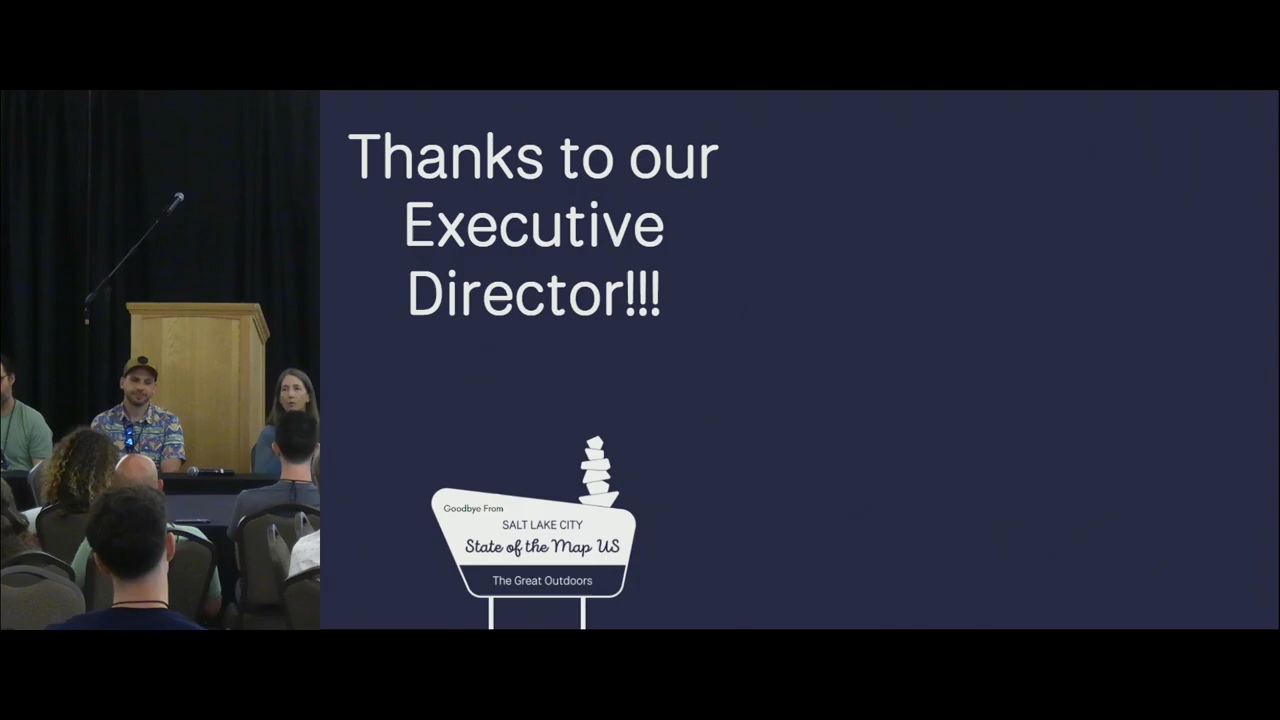 Thanks to our
Executive
Director!!!
Goodbye From
SALT LAKE CITY
State of the Map US
The Great Outdoors